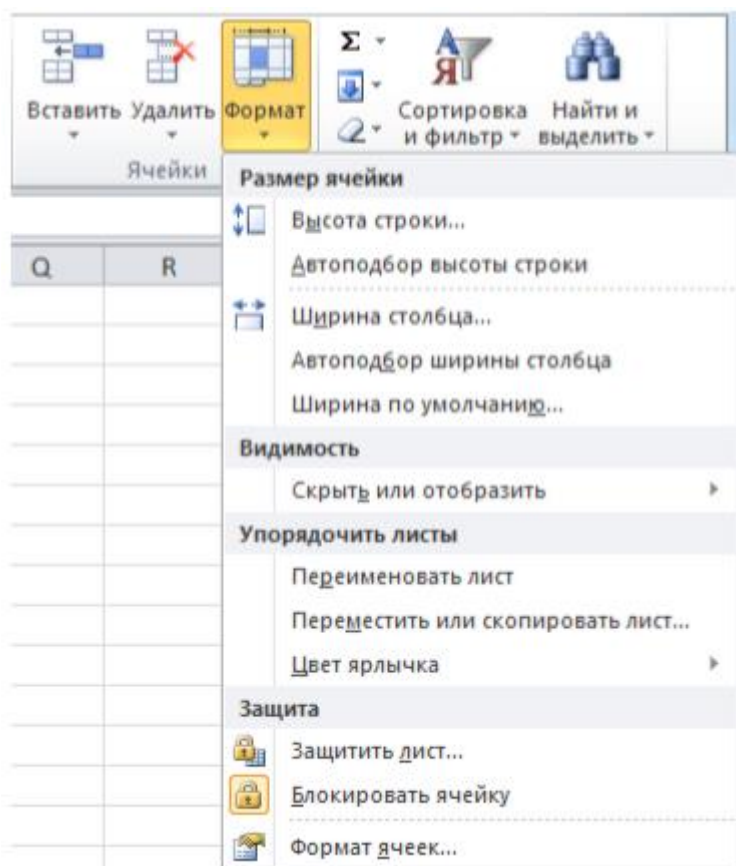 Вставить Удалить Формат
Σ
АЯ
Сортировка и фильтр
Найти и выделить
Ячейки
Q R
Размер ячейки
Высота строки...
Автоподбор высоты строки
Ширина столбца...
Автоподбор ширины столбца
Ширина по умолчанию...
Видимость
Скрыть или отобразить
Упорядочить листы
Переименовать лист
Переместить или скопировать лист...
Цвет ярлычка
Защита
Защитить лист...
Блокировать ячейку
Формат ячеек...